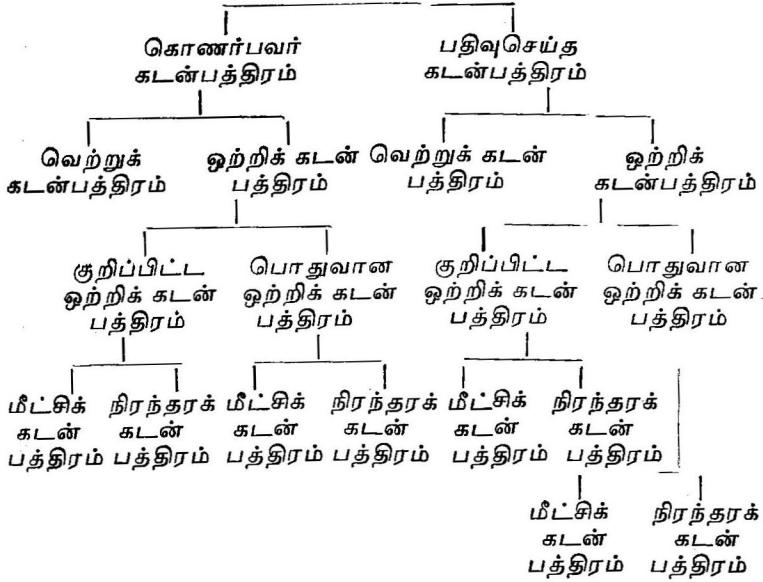 கொணர்பவர் பதிவுசெய்த
கடன்பத்திரம் கடன்பத்திரம்
வெற்றுக் ஒற்றிக் கடன் வெற்றுக் கடன் ஒற்றிக்
கடன்பத்திரம் பத்திரம் பத்திரம் கடன்பத்திரம்
குறிப்பிட்ட பொதுவான குறிப்பிட்ட பொதுவான
ஒற்றிக் கடன் ஒற்றிக் கடன் ஒற்றிக் கடன் ஒற்றிக் கடன்
பத்திரம் பத்திரம் பத்திரம் பத்திரம்
மீட்சிக் நிரந்தரக் மீட்சிக் நிரந்தரக் மீட்சிக் நிரந்தரக்
கடன் கடன் கடன் கடன் கடன் கடன்
பத்திரம் பத்திரம் பத்திரம் பத்திரம் பத்திரம் பத்திரம்
மீட்சிக் நிரந்தரக்
கடன் கடன்
பத்திரம் பத்திரம்